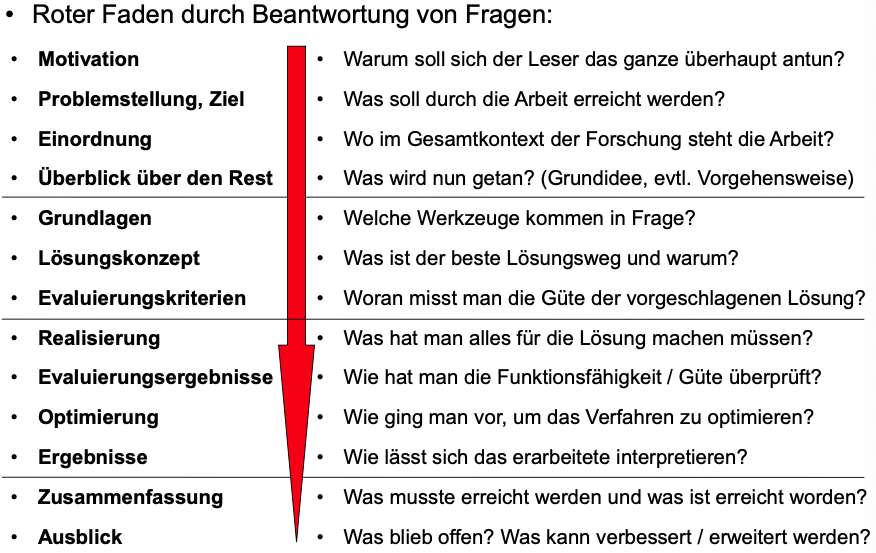 • Roter Faden durch Beantwortung von Fragen:
• Motivation • Warum soll sich der Leser das ganze überhaupt antun?
• Problemstellung, Ziel • Was soll durch die Arbeit erreicht werden?
• Einordnung • Wo im Gesamtkontext der Forschung steht die Arbeit?
• Überblick über den Rest • Was wird nun getan? (Grundidee, evtl. Vorgehensweise)
• Grundlagen • Welche Werkzeuge kommen in Frage?
• Lösungskonzept • Was ist der beste Lösungsweg und warum?
• Evaluierungskriterien • Woran misst man die Güte der vorgeschlagenen Lösung?
• Realisierung • Was hat man alles für die Lösung machen müssen?
• Evaluierungsergebnisse • Wie hat man die Funktionsfähigkeit / Güte überprüft?
• Optimierung • Wie ging man vor, um das Verfahren zu optimieren?
• Ergebnisse • Wie lässt sich das erarbeitete interpretieren?
• Zusammenfassung • Was musste erreicht werden und was ist erreicht worden?
• Ausblick • Was blieb offen? Was kann verbessert / erweitert werden?